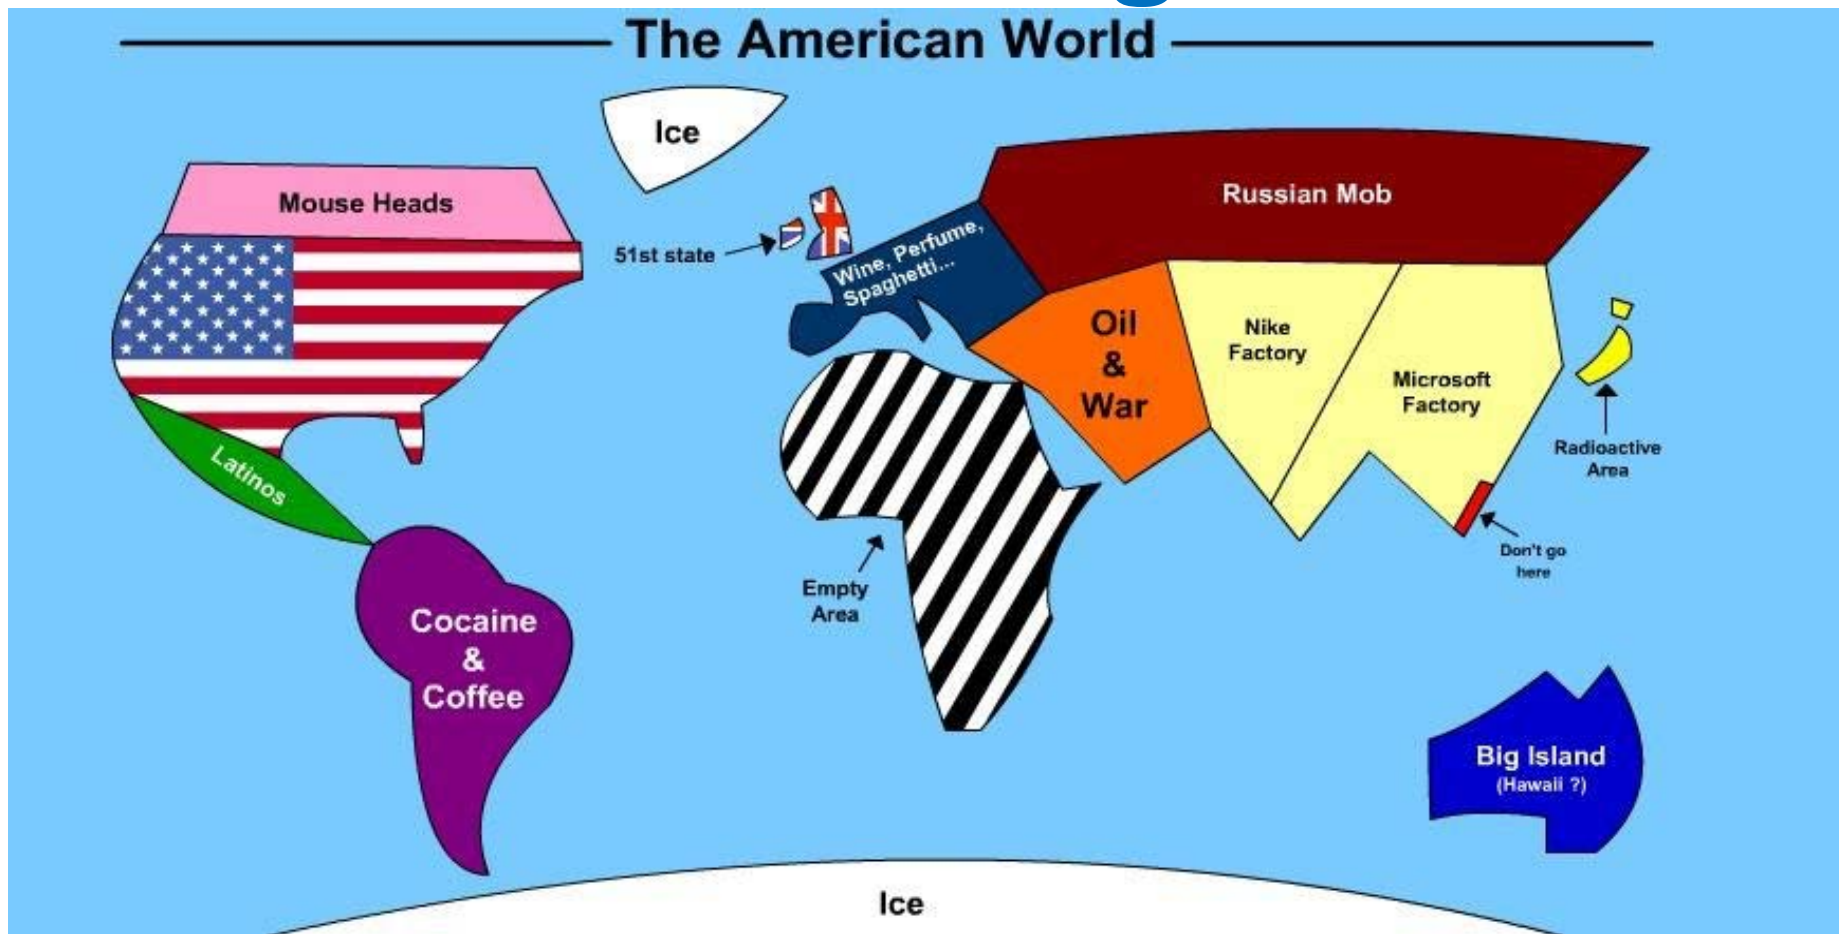 The American World
Ice
Mouse Heads
Russian Mob
51st state
Wine, Perfume,
Spaghetti...
Oil
&
War
Nike
Factory
Microsoft
Factory
Latinos
Radioactive
Area
Don't go
here
Empty
Area
Cocaine
&
Coffee
Big Island
(Hawaii ?)
Ice